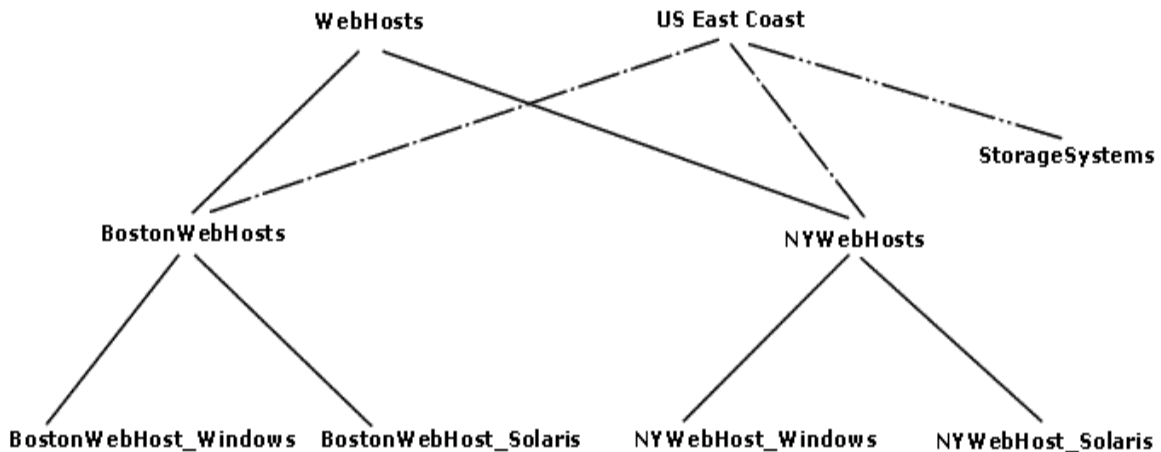 WebHosts
US East Coast
StorageSystems
BostonWebHosts
NYWebHosts
BostonWebHost_Windows
BostonWebHost_Solaris
NYWebHost_Windows
NYWebHost_Solaris